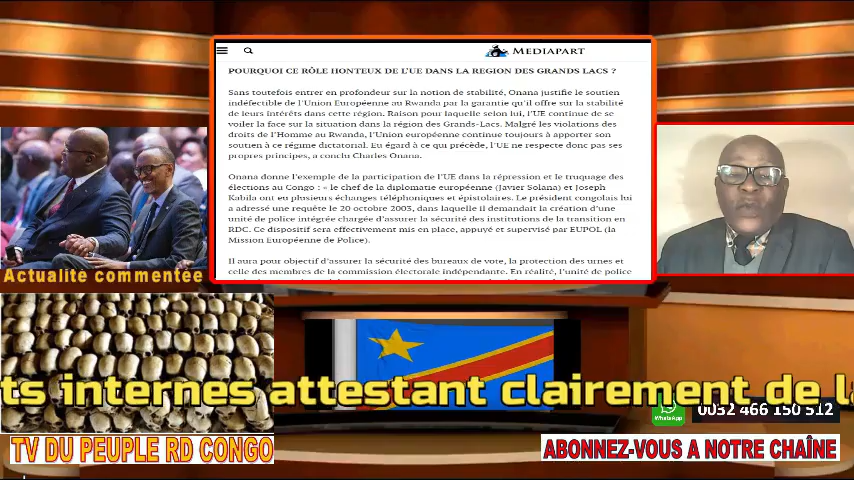 MEDIAPART
POURQUOI CE RÔLE HONTEUX DE L'UE DANS LA REGION DES GRANDS LACS ?
Sans toutefois entrer en profondeur sur la notion de stabilité, Onana justifie le soutien
indéfectible de l'Union Européenne au Rwanda par la garantie qu'il offre sur la stabilité
de leurs intérêts dans cette région. Raison pour laquelle selon lui, l'UE continue de se
voiler la face sur la situation dans la région des Grands-Lacs. Malgré les violations des
droits de l'Homme au Rwanda, l'Union européenne continue toujours à apporter son
soutien à ce régime dictatorial. Eu égard à ce qui précède, l'UE ne respecte donc pas ses
propres principes, a conclu Charles Onana.
Onana donne l'exemple de la participation de l'UE dans la répression et le truquage des
élections au Congo : « le chef de la diplomatie européenne (Javier Solana) et Joseph
Kabila ont eu plusieurs échanges téléphoniques et épistolaires. Le président congolais lui
a adressé une requête le 20 octobre 2003, dans laquelle il demandait la création d'une
unité de police intégrée chargée d'assurer la sécurité des institutions de la transition en
RDC. Ce dispositif sera effectivement mis en place, appuyé et supervisé par EUPOL (la
Mission Européenne de Police).
Il aura pour objectif d'assurer la sécurité des bureaux de vote, la protection des urnes et
celle des membres de la commission électorale indépendante. En réalité, l'unité de police
Actualité commentée
ts internes attestant clairement de la
WhatsApp
0032 466 150 512
TV DU PEUPLE RD CONGO
ABONNEZ-VOUS A NOTRE CHAÎNE